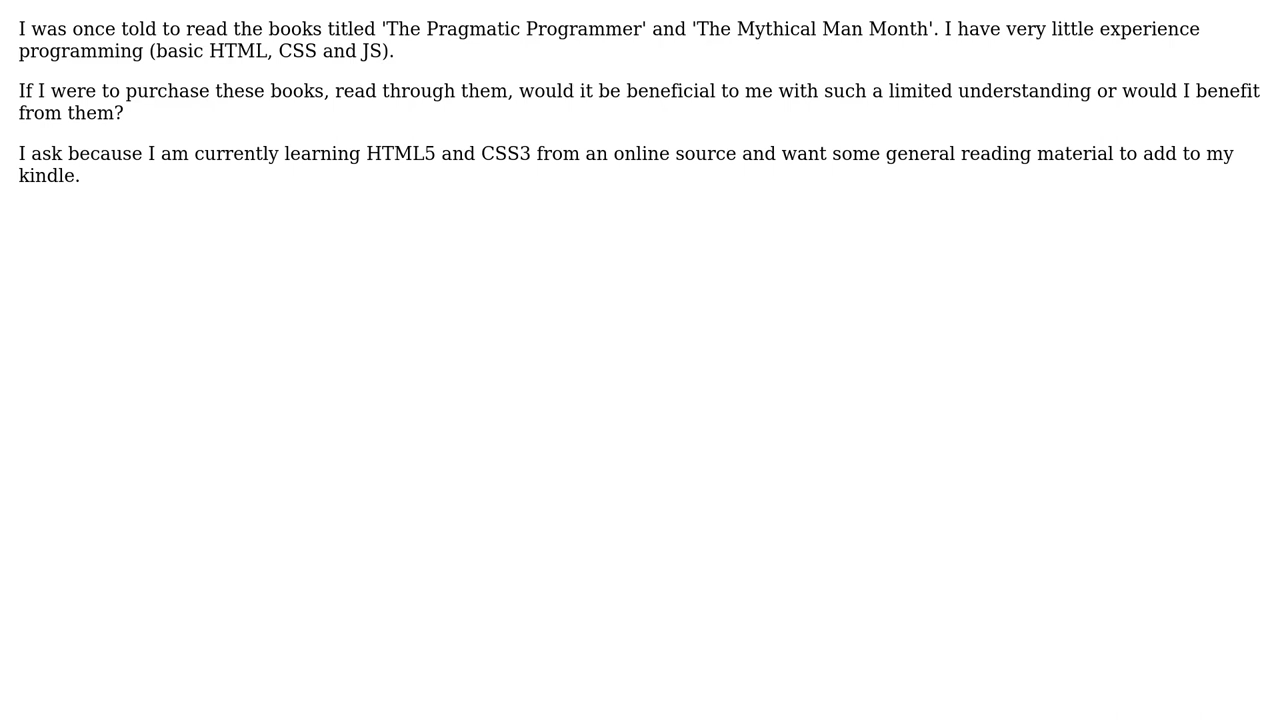 I was once told to read the books titled 'The Pragmatic Programmer' and 'The Mythical Man Month'. I have very little experience
programming (basic HTML, CSS and JS).
If I were to purchase these books, read through them, would it be beneficial to me with such a limited understanding or would I benefit
from them?
I ask because I am currently learning HTML5 and CSS3 from an online source and want some general reading material to add to my
kindle.